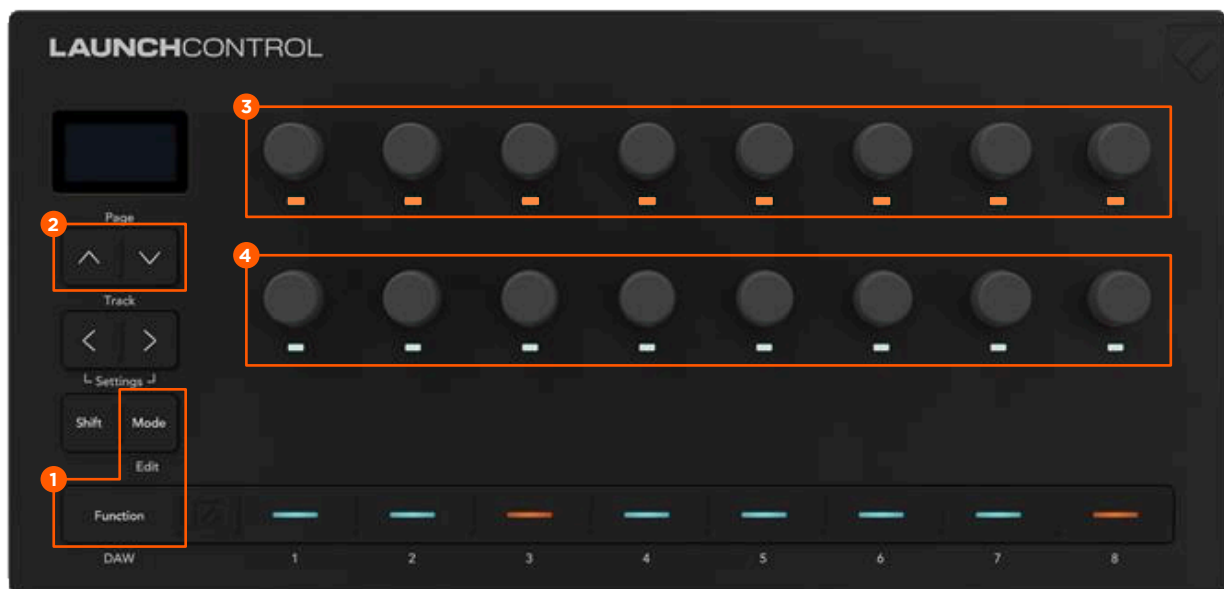 LAUNCHCONTROL
3
Page
2
4
Track
Settings
Shift Mode
Edit
1
Function
DAW 1 2 3 4 5 6 7 8